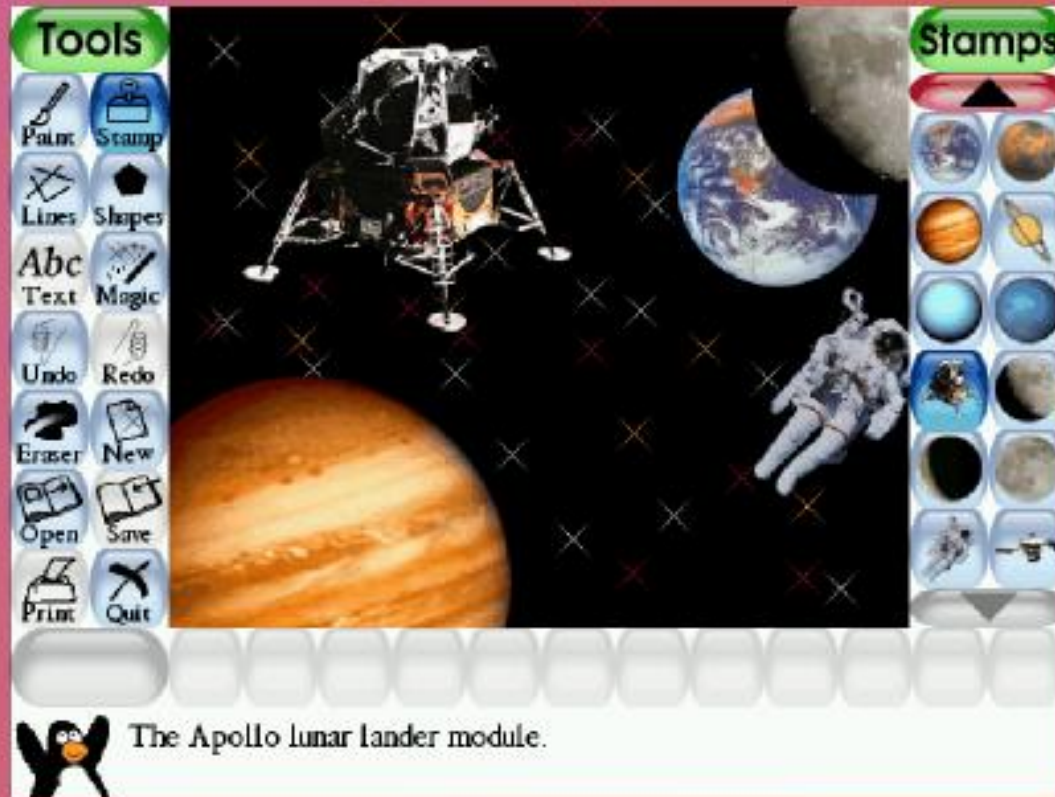 Tools
Stamps
Paint Stamp
Lines Shapes
Abc
Text Magic
Undo Redo
Eraser New
Open Save
Print Quit
The Apollo lunar lander module.